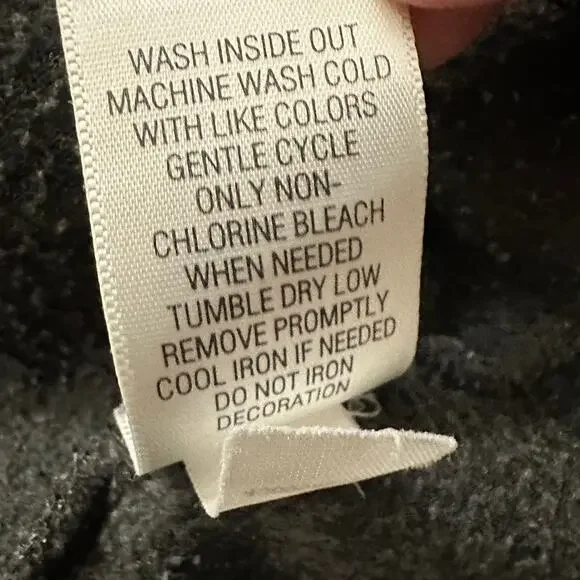 WASH INSIDE OUT
MACHINE WASH COLD
WITH LIKE COLORS
GENTLE CYCLE
ONLY NON-
CHLORINE BLEACH
WHEN NEEDED
TUMBLE DRY LOW
REMOVE PROMPTLY
COOL IRON IF NEEDED
DO NOT IRON
DECORATION